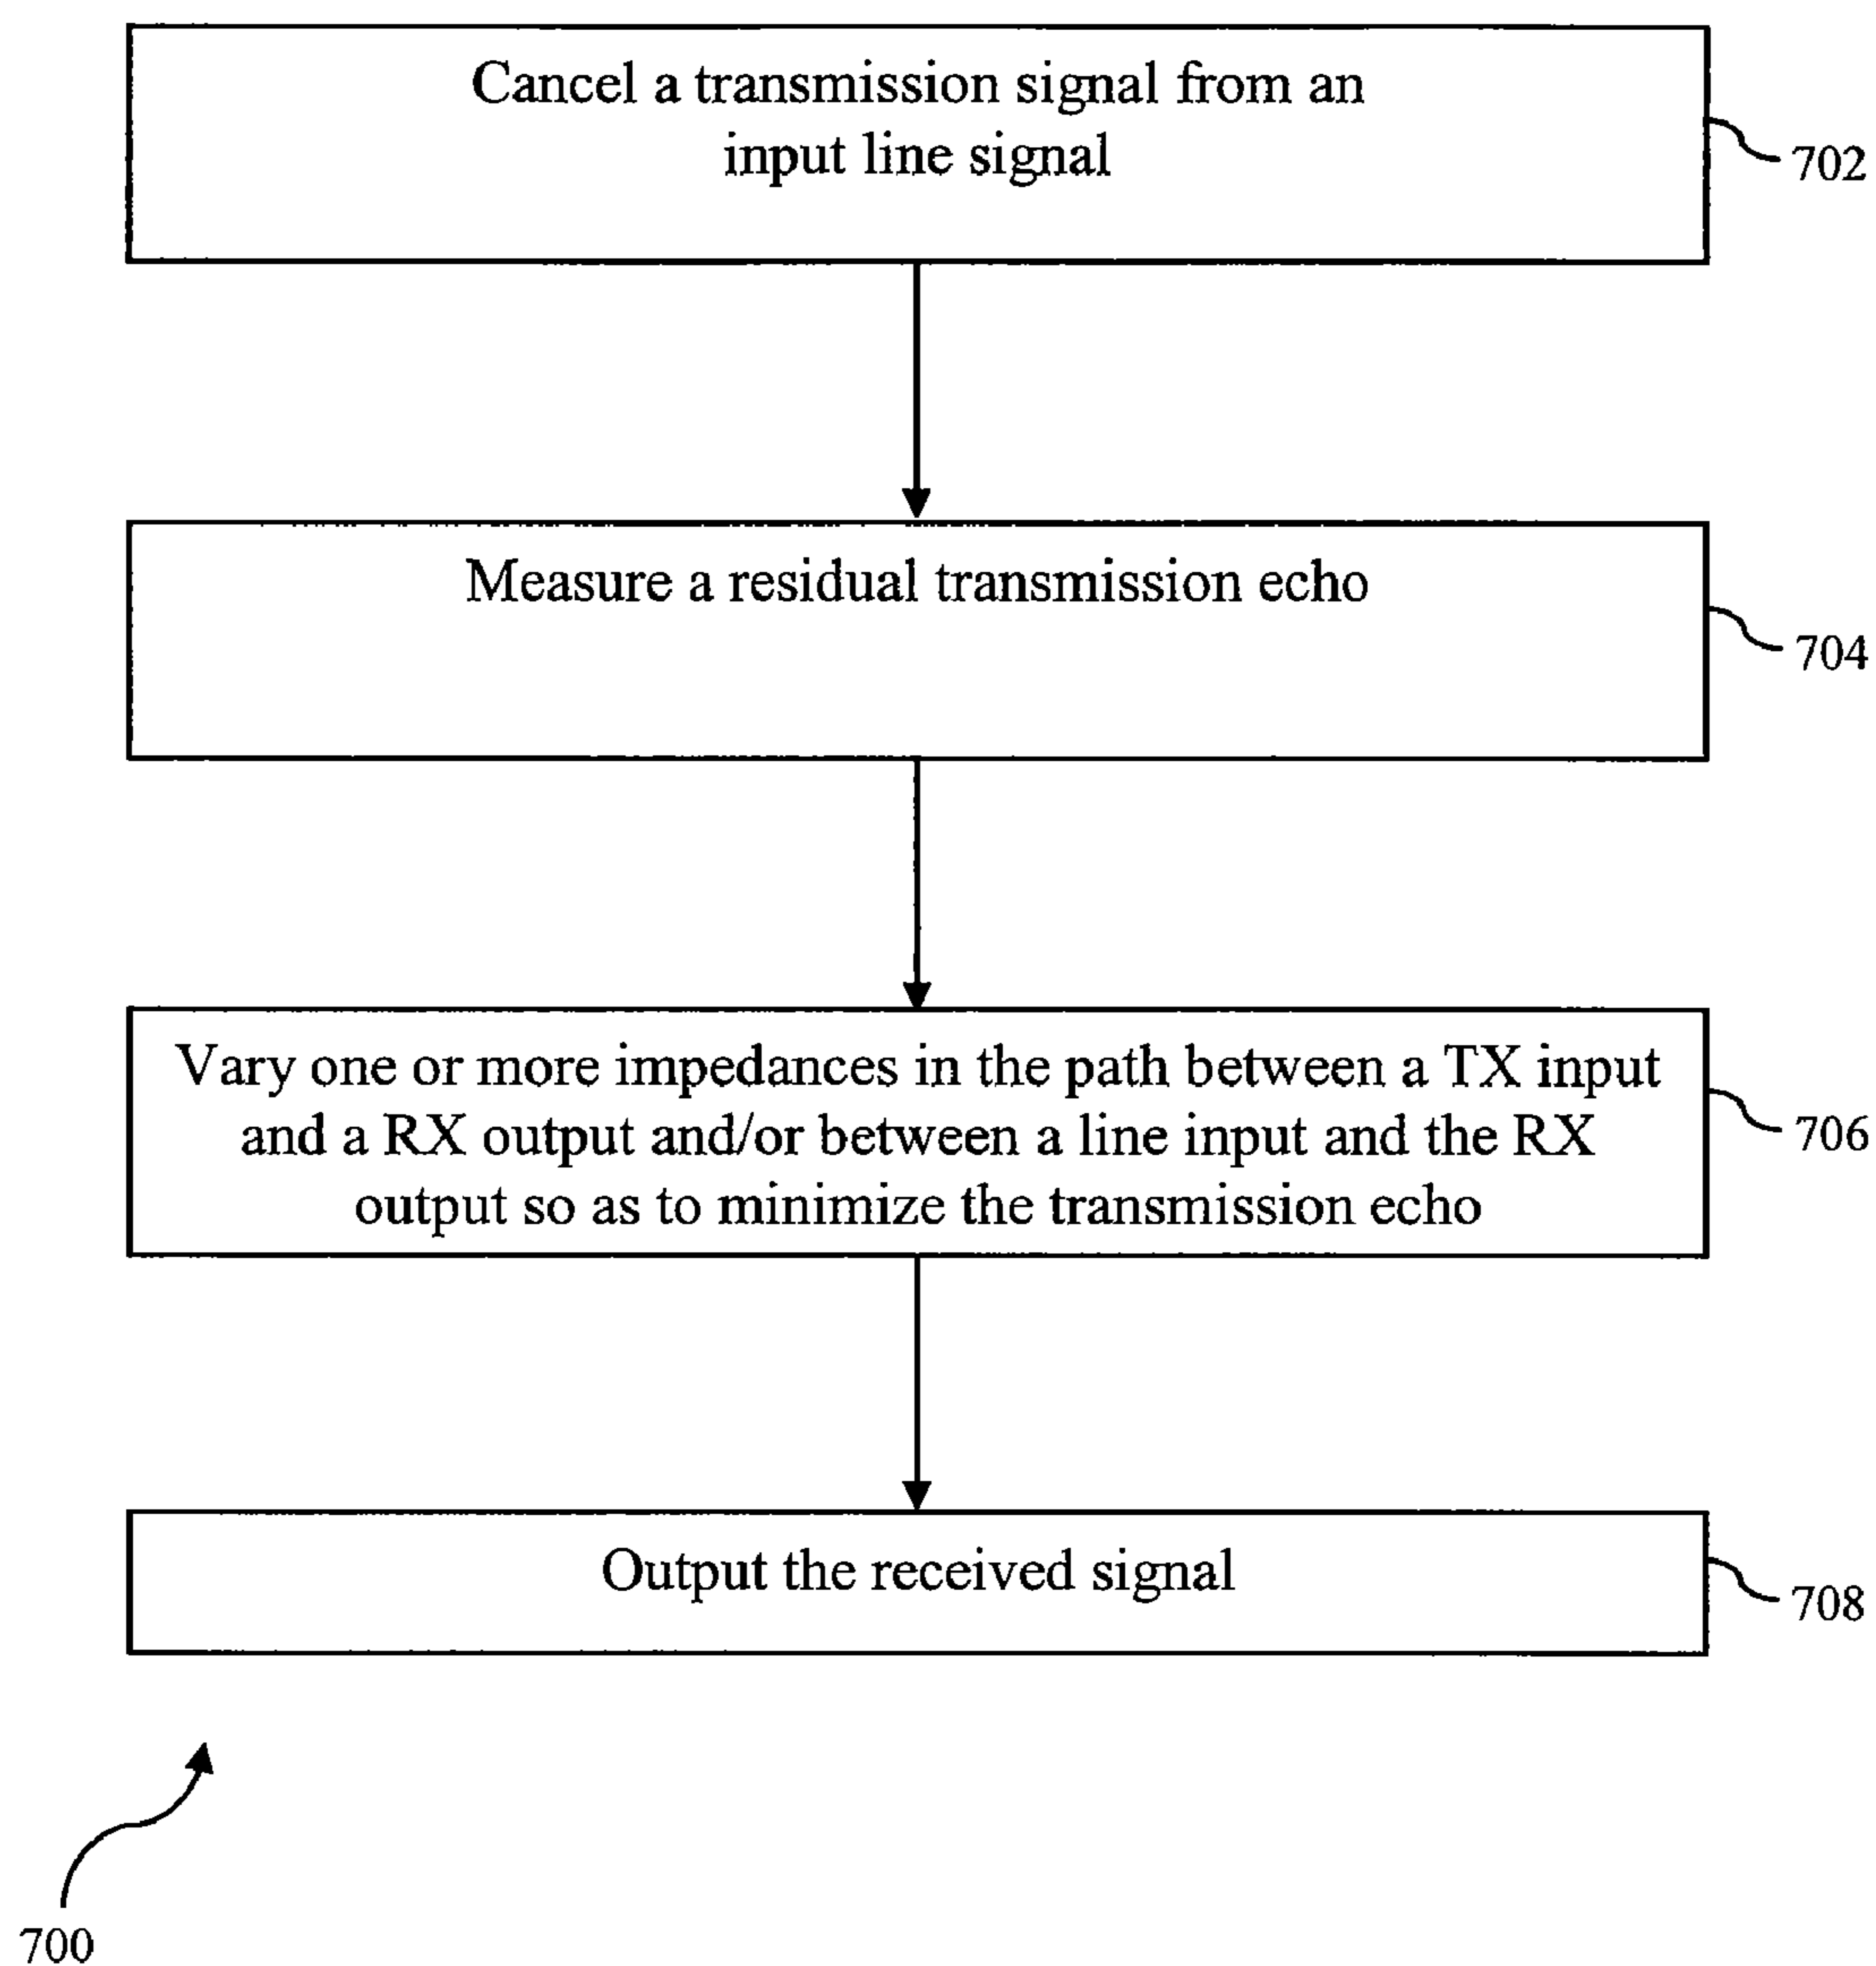 Cancel a transmission signal from an
input line signal
702
Measure a residual transmission echo
704
Vary one or more impedances in the path between a TX input
and a RX output and/or between a line input and the RX
output so as to minimize the transmission echo
706
Output the received signal
708
700